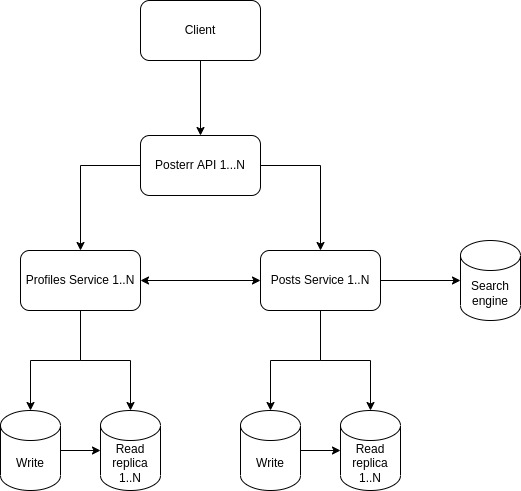 Client
Posterr API 1...N
Profiles Service 1..N
Posts Service 1..N
Search
engine
Write
Read
replica
1..N
Write
Read
replica
1..N